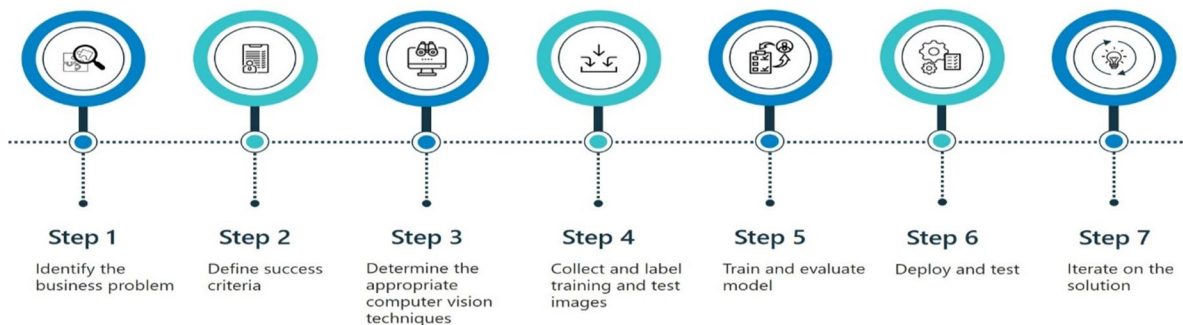 Step 1
Identify the
business problem
Step 2
Define success
criteria
Step 3
Determine the
appropriate
computer vision
techniques
Step 4
Collect and label
training and test
images
Step 5
Train and evaluate
model
Step 6
Deploy and test
Step 7
Iterate on the
solution